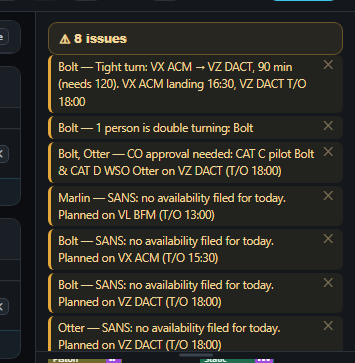 ⚠ 8 issues
Bolt — Tight turn: VX ACM → VZ DACT, 90 min
(needs 120). VX ACM landing 16:30, VZ DACT T/O
18:00
Bolt — 1 person is double turning: Bolt
Bolt, Otter — CO approval needed: CAT C pilot Bolt
& CAT D WSO Otter on VZ DACT (T/O 18:00)
Marlin — SANS: no availability filed for today.
Planned on VL BFM (T/O 13:00)
Bolt — SANS: no availability filed for today.
Planned on VX ACM (T/O 15:30)
Bolt — SANS: no availability filed for today.
Planned on VZ DACT (T/O 18:00)
Otter — SANS: no availability filed for today.
Planned on VZ DACT (T/O 18:00)